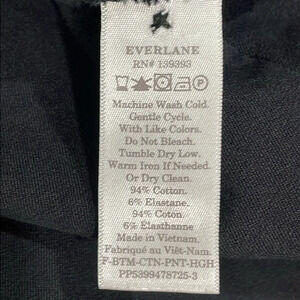 EVERLANE
RN# 139393
Machine Wash Cold.
Gentle Cycle.
With Like Colors.
Do Not Bleach.
Tumble Dry Low.
Warm Iron If Needed.
Or Dry Clean.
94% Cotton.
6% Elastane.
94% Coton.
6% Élasthanne
Made in Vietnam.
Fabriqué au Việt-Nam.
F-BTM-CTN-PNT-HGH
PP5399478725-3